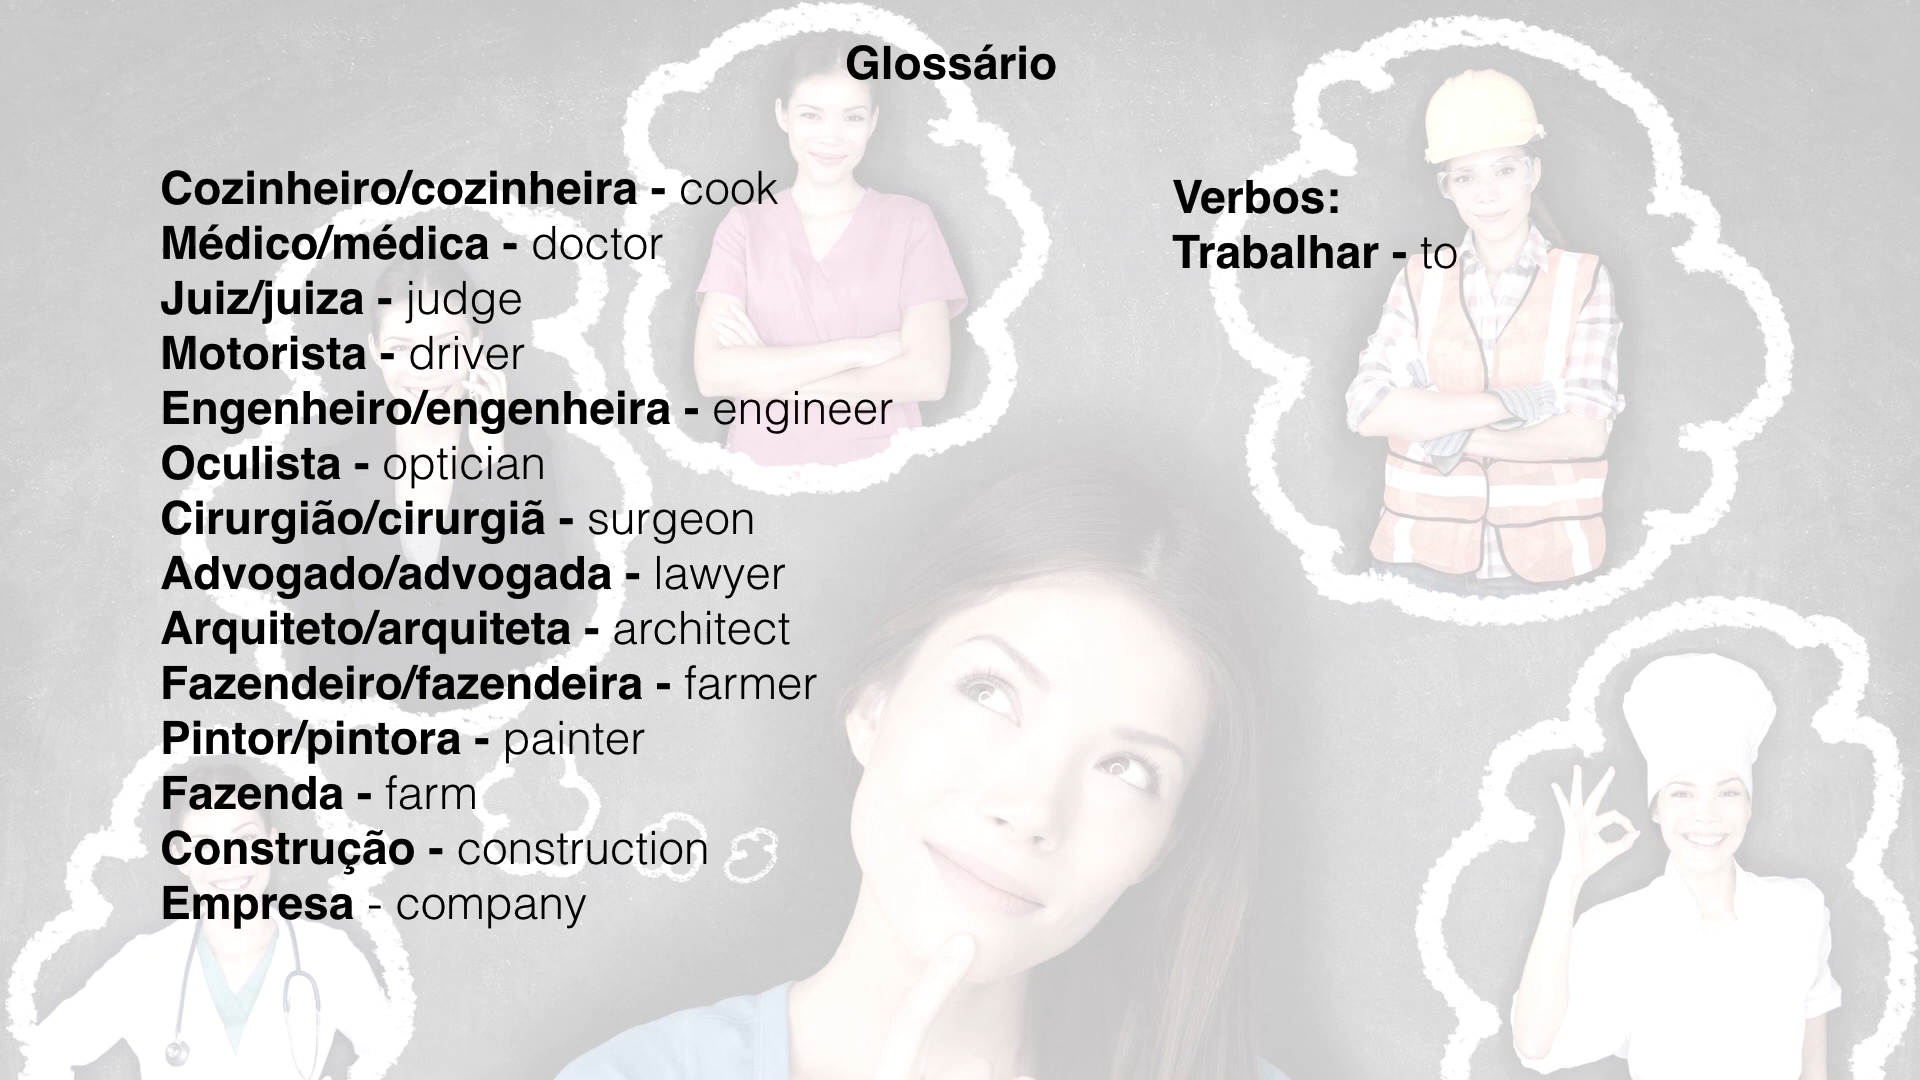 Glossário
Cozinheiro/cozinheira - cook
Médico/médica - doctor
Juiz/juiza - judge
Motorista - driver
Engenheiro/engenheira - engineer
Oculista - optician
Cirurgião/cirurgiã - surgeon
Advogado/advogada - lawyer
Arquiteto/arquiteta - architect
Fazendeiro/fazendeira - farmer
Pintor/pintora - painter
Fazenda - farm
Construção - construction
Empresa - company
Verbos:
Trabalhar - to